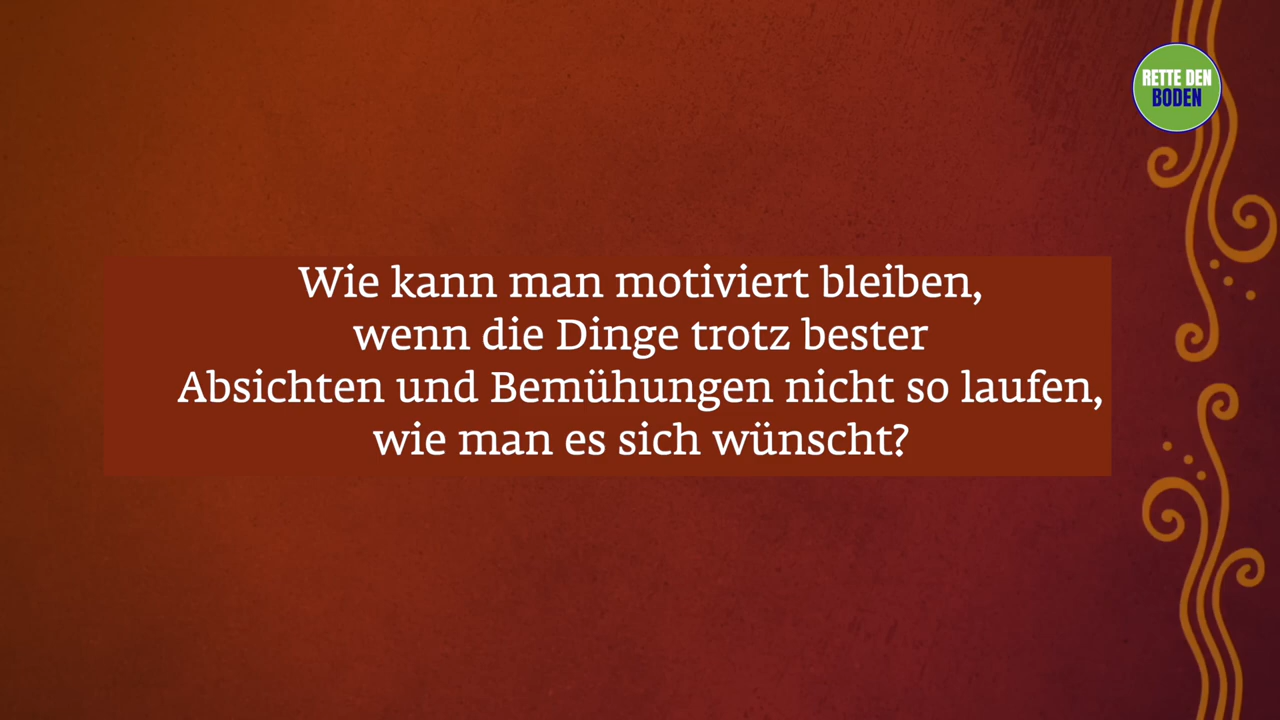 RETTE DEN
BODEN
Wie kann man motiviert bleiben,
wenn die Dinge trotz bester
Absichten und Bemühungen nicht so laufen,
wie man es sich wünscht?